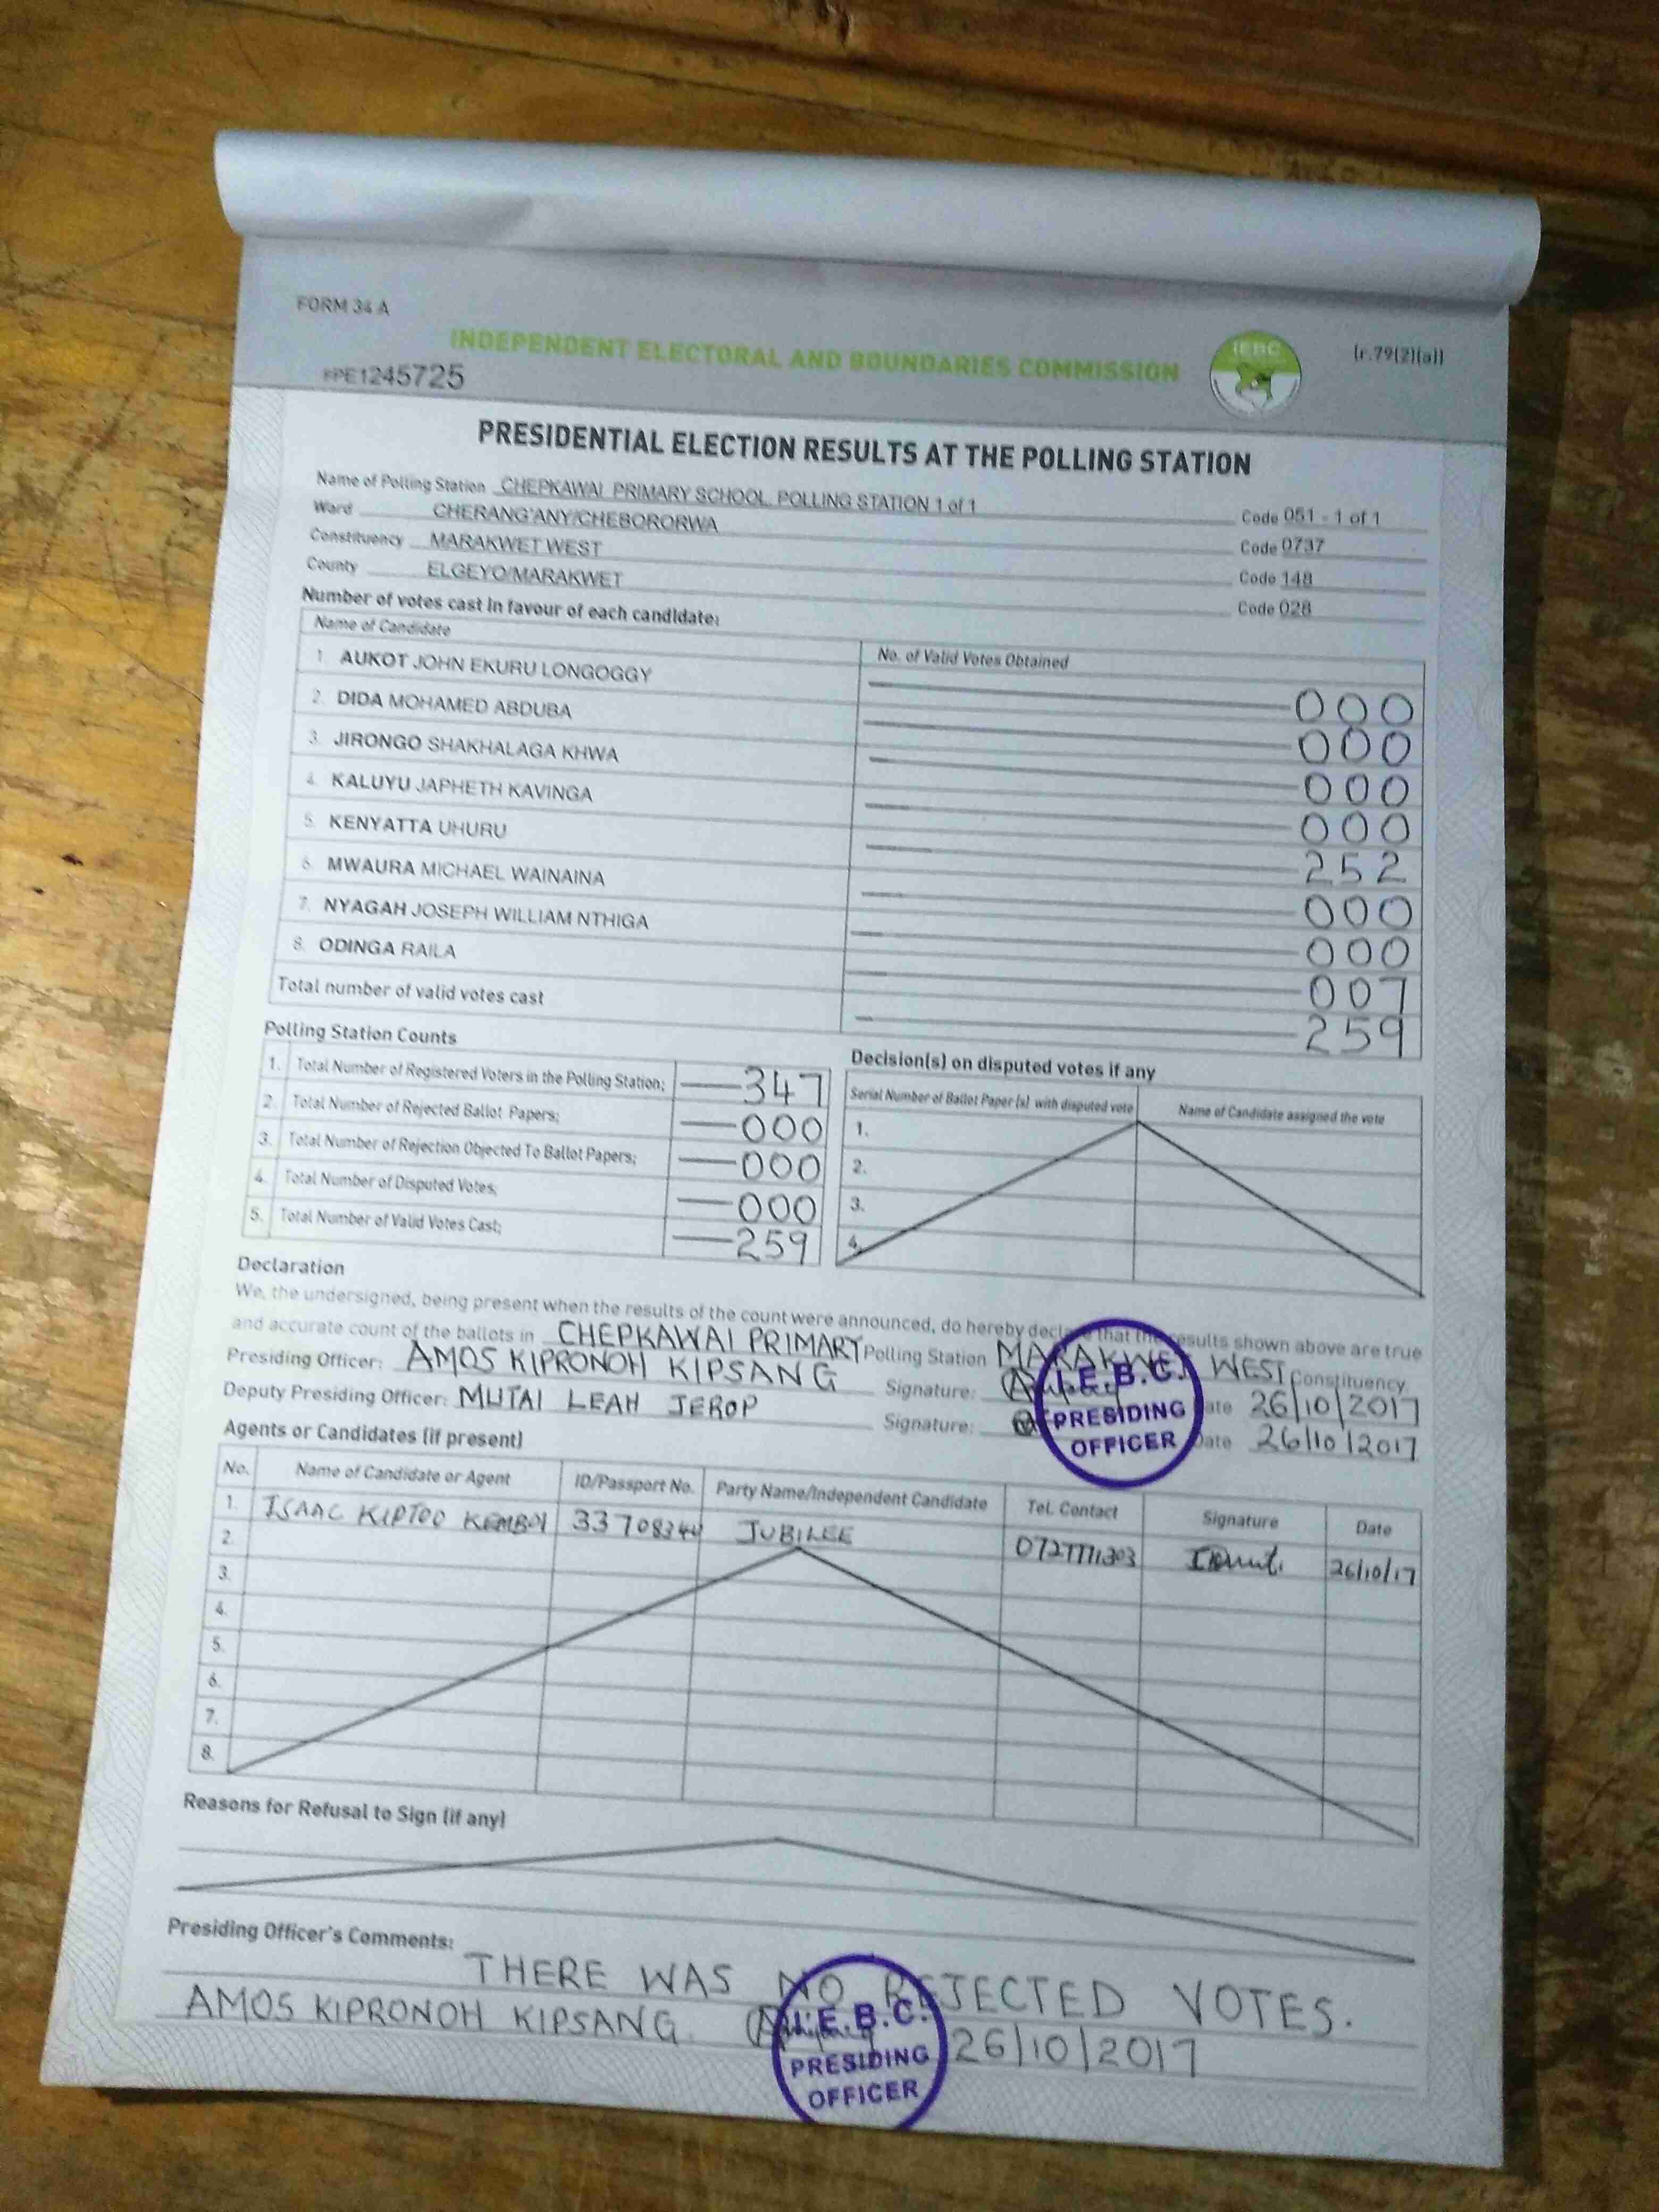 FORM 34 A
(r.79(2)(a))
INDEPENDENT ELECTORAL AND BOUNDARIES COMMISSION
IEBC
#PE1245725
PRESIDENTIAL ELECTION RESULTS AT THE POLLING STATION
Name of Polling Station CHEPKAWAI PRIMARY SCHOOL, POLLING STATION 1 of 1 Code 051 - 1 of 1
Ward CHERANG'ANY/CHEBORORWA Code 0737
Constituency MARAKWET WEST Code 148
County ELGEYO/MARAKWET Code 028
Number of votes cast in favour of each candidate:
Name of Candidate No. of Valid Votes Obtained
1. AUKOT JOHN EKURU LONGOGGY 000
2. DIDA MOHAMED ABDUBA 000
3. JIRONGO SHAKHALAGA KHWA 000
4. KALUYU JAPHETH KAVINGA 000
5. KENYATTA UHURU 252
6. MWAURA MICHAEL WAINAINA 000
7. NYAGAH JOSEPH WILLIAM NTHIGA 000
8. ODINGA RAILA 007
Total number of valid votes cast 259
Polling Station Counts
1. Total Number of Registered Voters in the Polling Station; 347
2. Total Number of Rejected Ballot Papers; 000
3. Total Number of Rejection Objected To Ballot Papers; 000
4. Total Number of Disputed Votes; 000
5. Total Number of Valid Votes Cast; 259
Decision(s) on disputed votes if any
Serial Number of Ballot Paper (s) with disputed vote Name of Candidate assigned the vote
1.
2.
3.
4.
Declaration
We, the undersigned, being present when the results of the count were announced, do hereby declare that the results shown above are true
and accurate count of the ballots in CHEPKAWAI PRIMARY Polling Station MARAKWET WEST Constituency
Presiding Officer: AMOS KIPRONOH KIPSANG Signature: Date 26/10/2017
Deputy Presiding Officer: MUTAI LEAH JEROP Signature: Date 26/10/2017
I.E.B.C.
PRESIDING
OFFICER
Agents or Candidates (if present)
No. Name of Candidate or Agent ID/Passport No. Party Name/Independent Candidate Tel. Contact Signature Date
1. ISAAC KIPTOO KEMBOI 33708344 JUBILEE 26/10/17
2.
3.
4.
5.
6.
7.
8.
Reasons for Refusal to Sign (if any)
Presiding Officer's Comments:
THERE WAS NO REJECTED VOTES.
AMOS KIPRONOH KIPSANG. 26/10/2017
I.E.B.C.
PRESIDING
OFFICER